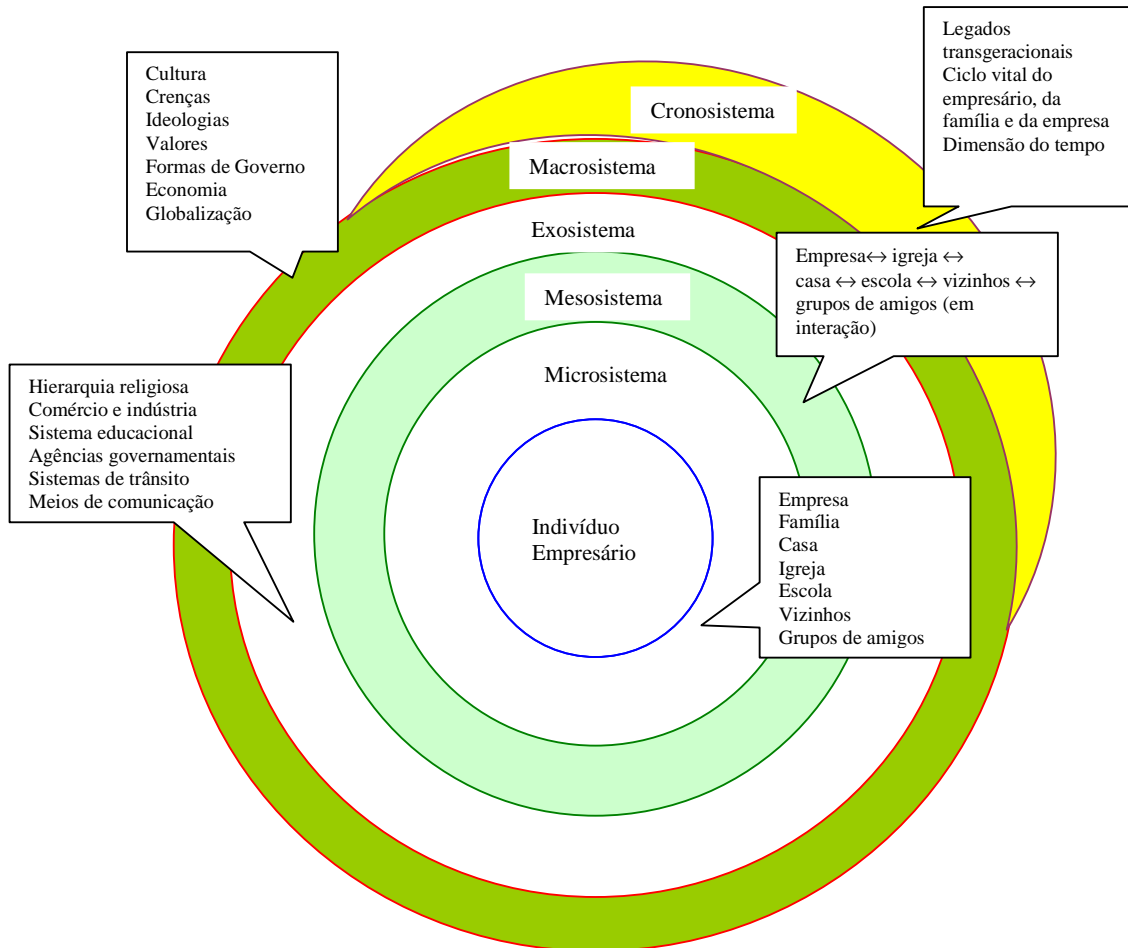 Legados
transgeracionais
Ciclo vital do
empresário, da
família e da empresa
Dimensão do tempo
Cultura
Crenças
Ideologias
Valores
Formas de Governo
Economia
Globalização
Cronosistema
Macrosistema
Exosistema
Empresa↔ igreja ↔
casa ↔ escola ↔ vizinhos ↔
grupos de amigos (em
interação)
Mesosistema
Microsistema
Hierarquia religiosa
Comércio e indústria
Sistema educacional
Agências governamentais
Sistemas de trânsito
Meios de comunicação
Indivíduo
Empresário
Empresa
Família
Casa
Igreja
Escola
Vizinhos
Grupos de amigos